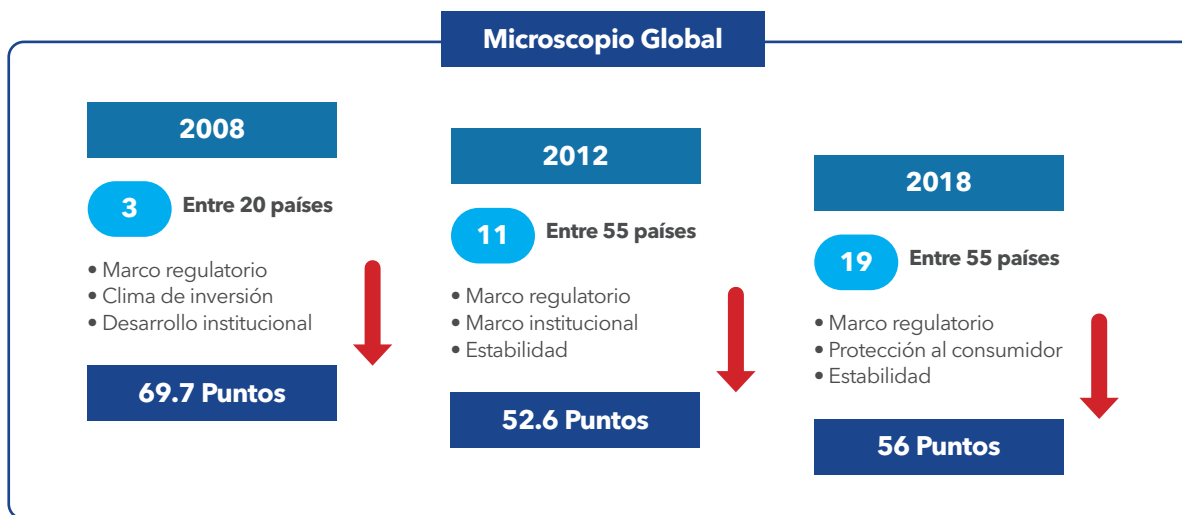 Microscopio Global
2008
3 Entre 20 países
• Marco regulatorio
• Clima de inversión
• Desarrollo institucional
69.7 Puntos
2012
11 Entre 55 países
• Marco regulatorio
• Marco institucional
• Estabilidad
52.6 Puntos
2018
19 Entre 55 países
• Marco regulatorio
• Protección al consumidor
• Estabilidad
56 Puntos